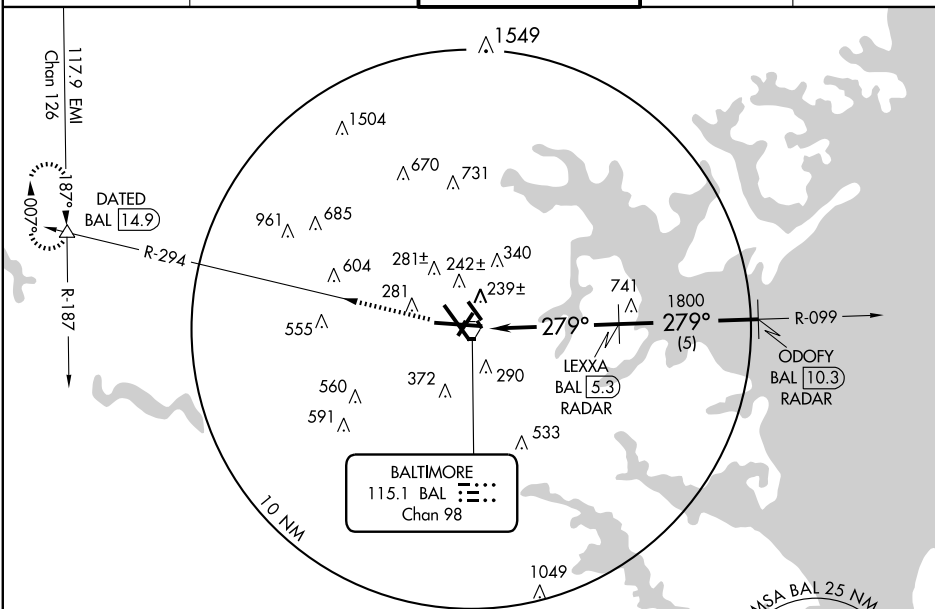 1549
117.9 EMI
Chan 126
1504
670
731
187°
007°
DATED
BAL 14.9
961
685
R-294
604
281±
242±
340
281
239±
741
1800
R-187
555
279°
279°
(5)
R-099
LEXXA
BAL 5.3
RADAR
ODOFY
BAL 10.3
RADAR
372
290
560
591
533
BALTIMORE
115.1 BAL
Chan 98
10 NM
1049
MSA BAL 25 NM